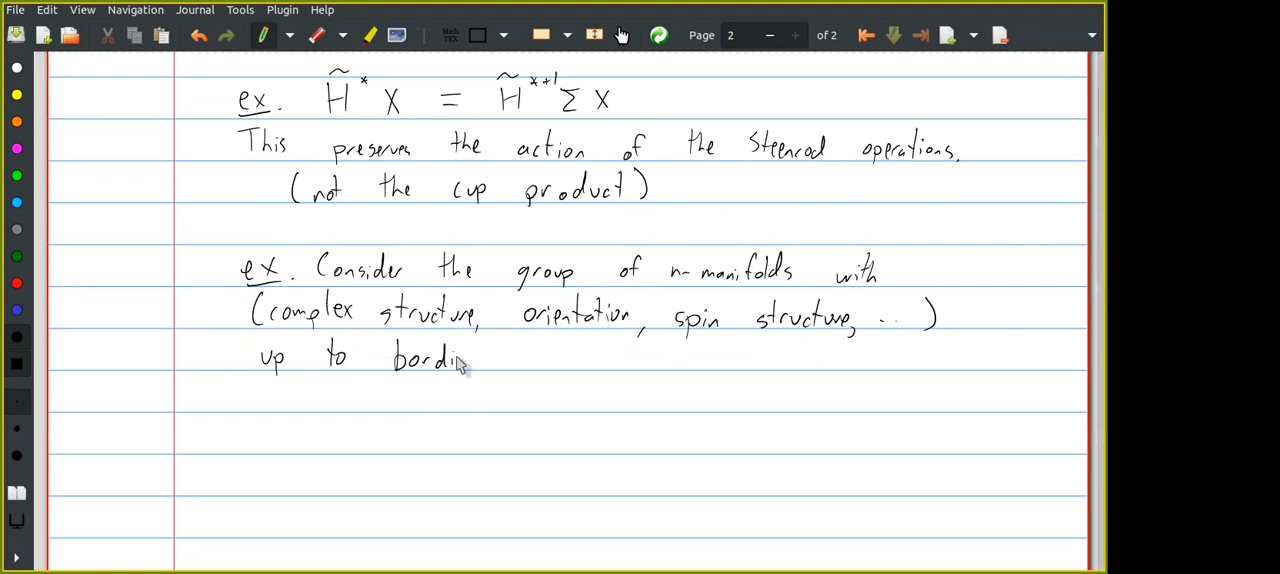 File Edit View Journal Tools Plugin Help
Math TEX Page 2 of 2
ex. H̃^* X = H̃^{*+1} Σ X
This preserves the action of the Steenrod operations.
(not the cup product)
ex. Consider the group of n-manifolds with
(complex structure, orientation, spin structure, ... )
up to bordi